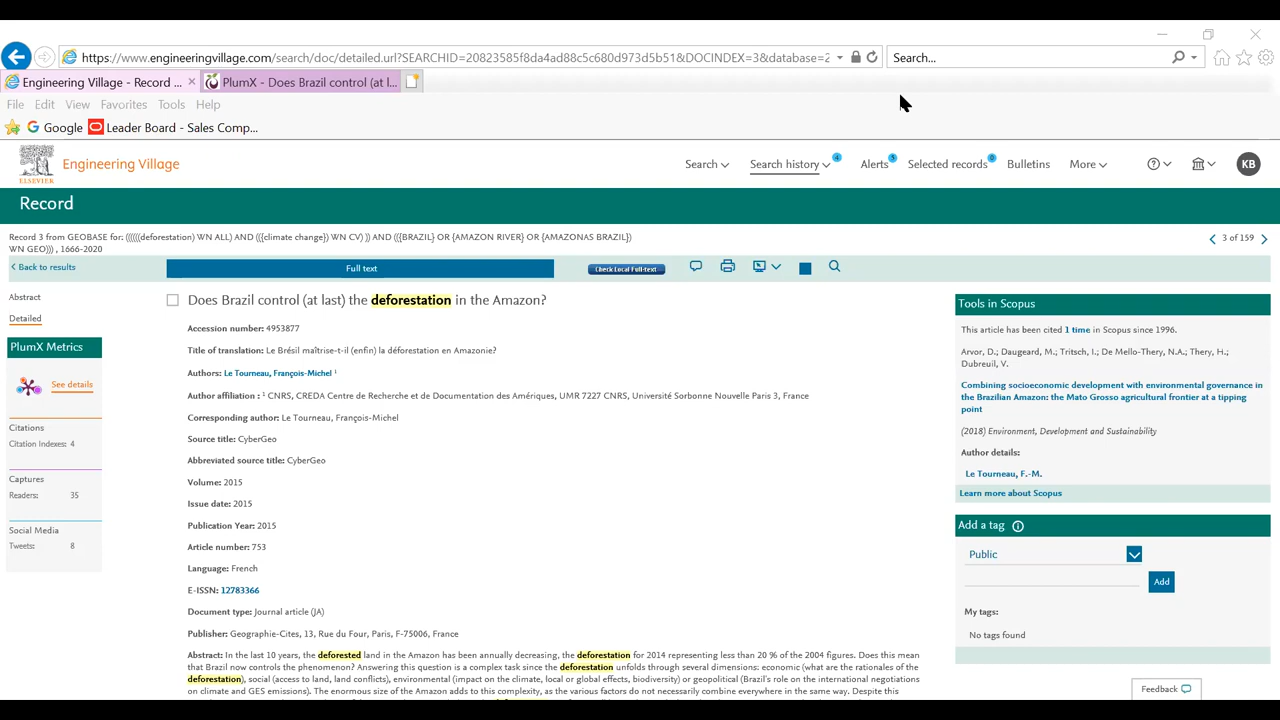 https://www.engineeringvillage.com/search/doc/detailed.url?SEARCHID=20823585f8da4ad88c5c680d973d5b51&DOCINDEX=3&database=2
Search...
Engineering Village - Record ...
PlumX - Does Brazil control (at l...
File Edit View Favorites Tools Help
Google
Leader Board - Sales Comp...
ELSEVIER
Engineering Village
Search
Search history 4
Alerts 5
Selected records 0
Bulletins
More
KB
Record
Record 3 from GEOBASE for: ((((((deforestation) WN ALL) AND (({climate change}) WN CV) )) AND (({BRAZIL} OR {AMAZON RIVER} OR {AMAZONAS BRAZIL})
WN GEO))) , 1666-2020
3 of 159
Back to results
Full text
Check Local Full-text
Abstract
Detailed
PlumX Metrics
See details
Citations
Citation Indexes: 4
Captures
Readers: 35
Social Media
Tweets: 8
Does Brazil control (at last) the deforestation in the Amazon?
Accession number: 4953877
Title of translation: Le Brésil maîtrise-t-il (enfin) la déforestation en Amazonie?
Authors: Le Tourneau, François-Michel 1
Author affiliation : 1 CNRS, CREDA Centre de Recherche et de Documentation des Amériques, UMR 7227 CNRS, Université Sorbonne Nouvelle Paris 3, France
Corresponding author: Le Tourneau, François-Michel
Source title: CyberGeo
Abbreviated source title: CyberGeo
Volume: 2015
Issue date: 2015
Publication Year: 2015
Article number: 753
Language: French
E-ISSN: 12783366
Document type: Journal article (JA)
Publisher: Geographie-Cites, 13, Rue du Four, Paris, F-75006, France
Abstract: In the last 10 years, the deforested land in the Amazon has been annually decreasing, the deforestation for 2014 representing less than 20 % of the 2004 figures. Does this mean
that Brazil now controls the phenomenon? Answering this question is a complex task since the deforestation unfolds through several dimensions: economic (what are the rationales of the
deforestation), social (access to land, land conflicts), environmental (impact on the climate, local or global effects, biodiversity) or geopolitical (Brazil's role on the international negotiations
on climate and GES emissions). The enormous size of the Amazon adds to this complexity, as the various factors do not necessarily combine everywhere in the same way. Despite this
Tools in Scopus
This article has been cited 1 time in Scopus since 1996.
Arvor, D.; Daugeard, M.; Tritsch, I.; De Mello-Thery, N.A.; Thery, H.;
Dubreuil, V.
Combining socioeconomic development with environmental governance in
the Brazilian Amazon: the Mato Grosso agricultural frontier at a tipping
point
(2018) Environment, Development and Sustainability
Author details:
Le Tourneau, F.-M.
Learn more about Scopus
Add a tag
Public
Add
My tags:
No tags found
Feedback